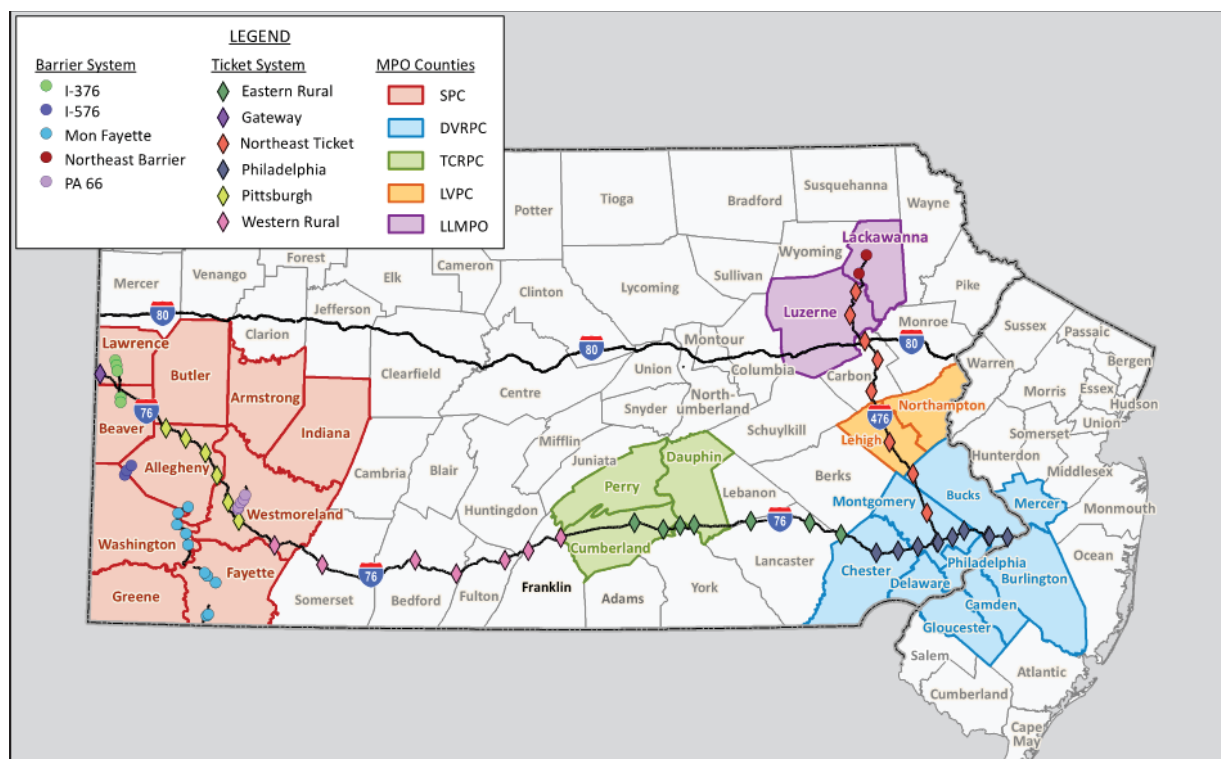 LEGEND
Barrier System
I-376
I-576
Mon Fayette
Northeast Barrier
PA 66
Ticket System
Eastern Rural
Gateway
Northeast Ticket
Philadelphia
Pittsburgh
Western Rural
MPO Counties
SPC
DVRPC
TCRPC
LVPC
LLMPO
Potter
Tioga
Bradford
Susquehanna
Wayne
Wyoming
Lackawanna
Forest
Mercer
Venango
Elk
Cameron
Clinton
Lycoming
Sullivan
Luzerne
Pike
Jefferson
Clarion
80
80
80
Monroe
Montour
Columbia
Carbon
Lawrence
Butler
Armstrong
Clearfield
Centre
Union
Snyder
North-
umberland
Schuylkill
Sussex
Passaic
Bergen
Warren
Morris
Essex
Hudson
Union
Somerset
Hunterdon
Middlesex
Northampton
476
Lehigh
76
Beaver
Indiana
Allegheny
Cambria
Blair
Mifflin
Juniata
Dauphin
Perry
Lebanon
Berks
Montgomery
Bucks
Mercer
Monmouth
Westmoreland
Huntingdon
76
Washington
Cumberland
Lancaster
Ocean
Fayette
76
Chester
Philadelphia
Delaware
Burlington
Greene
Somerset
Bedford
Fulton
Franklin
Adams
York
Camden
Gloucester
Salem
Atlantic
Cumberland
Cape
May